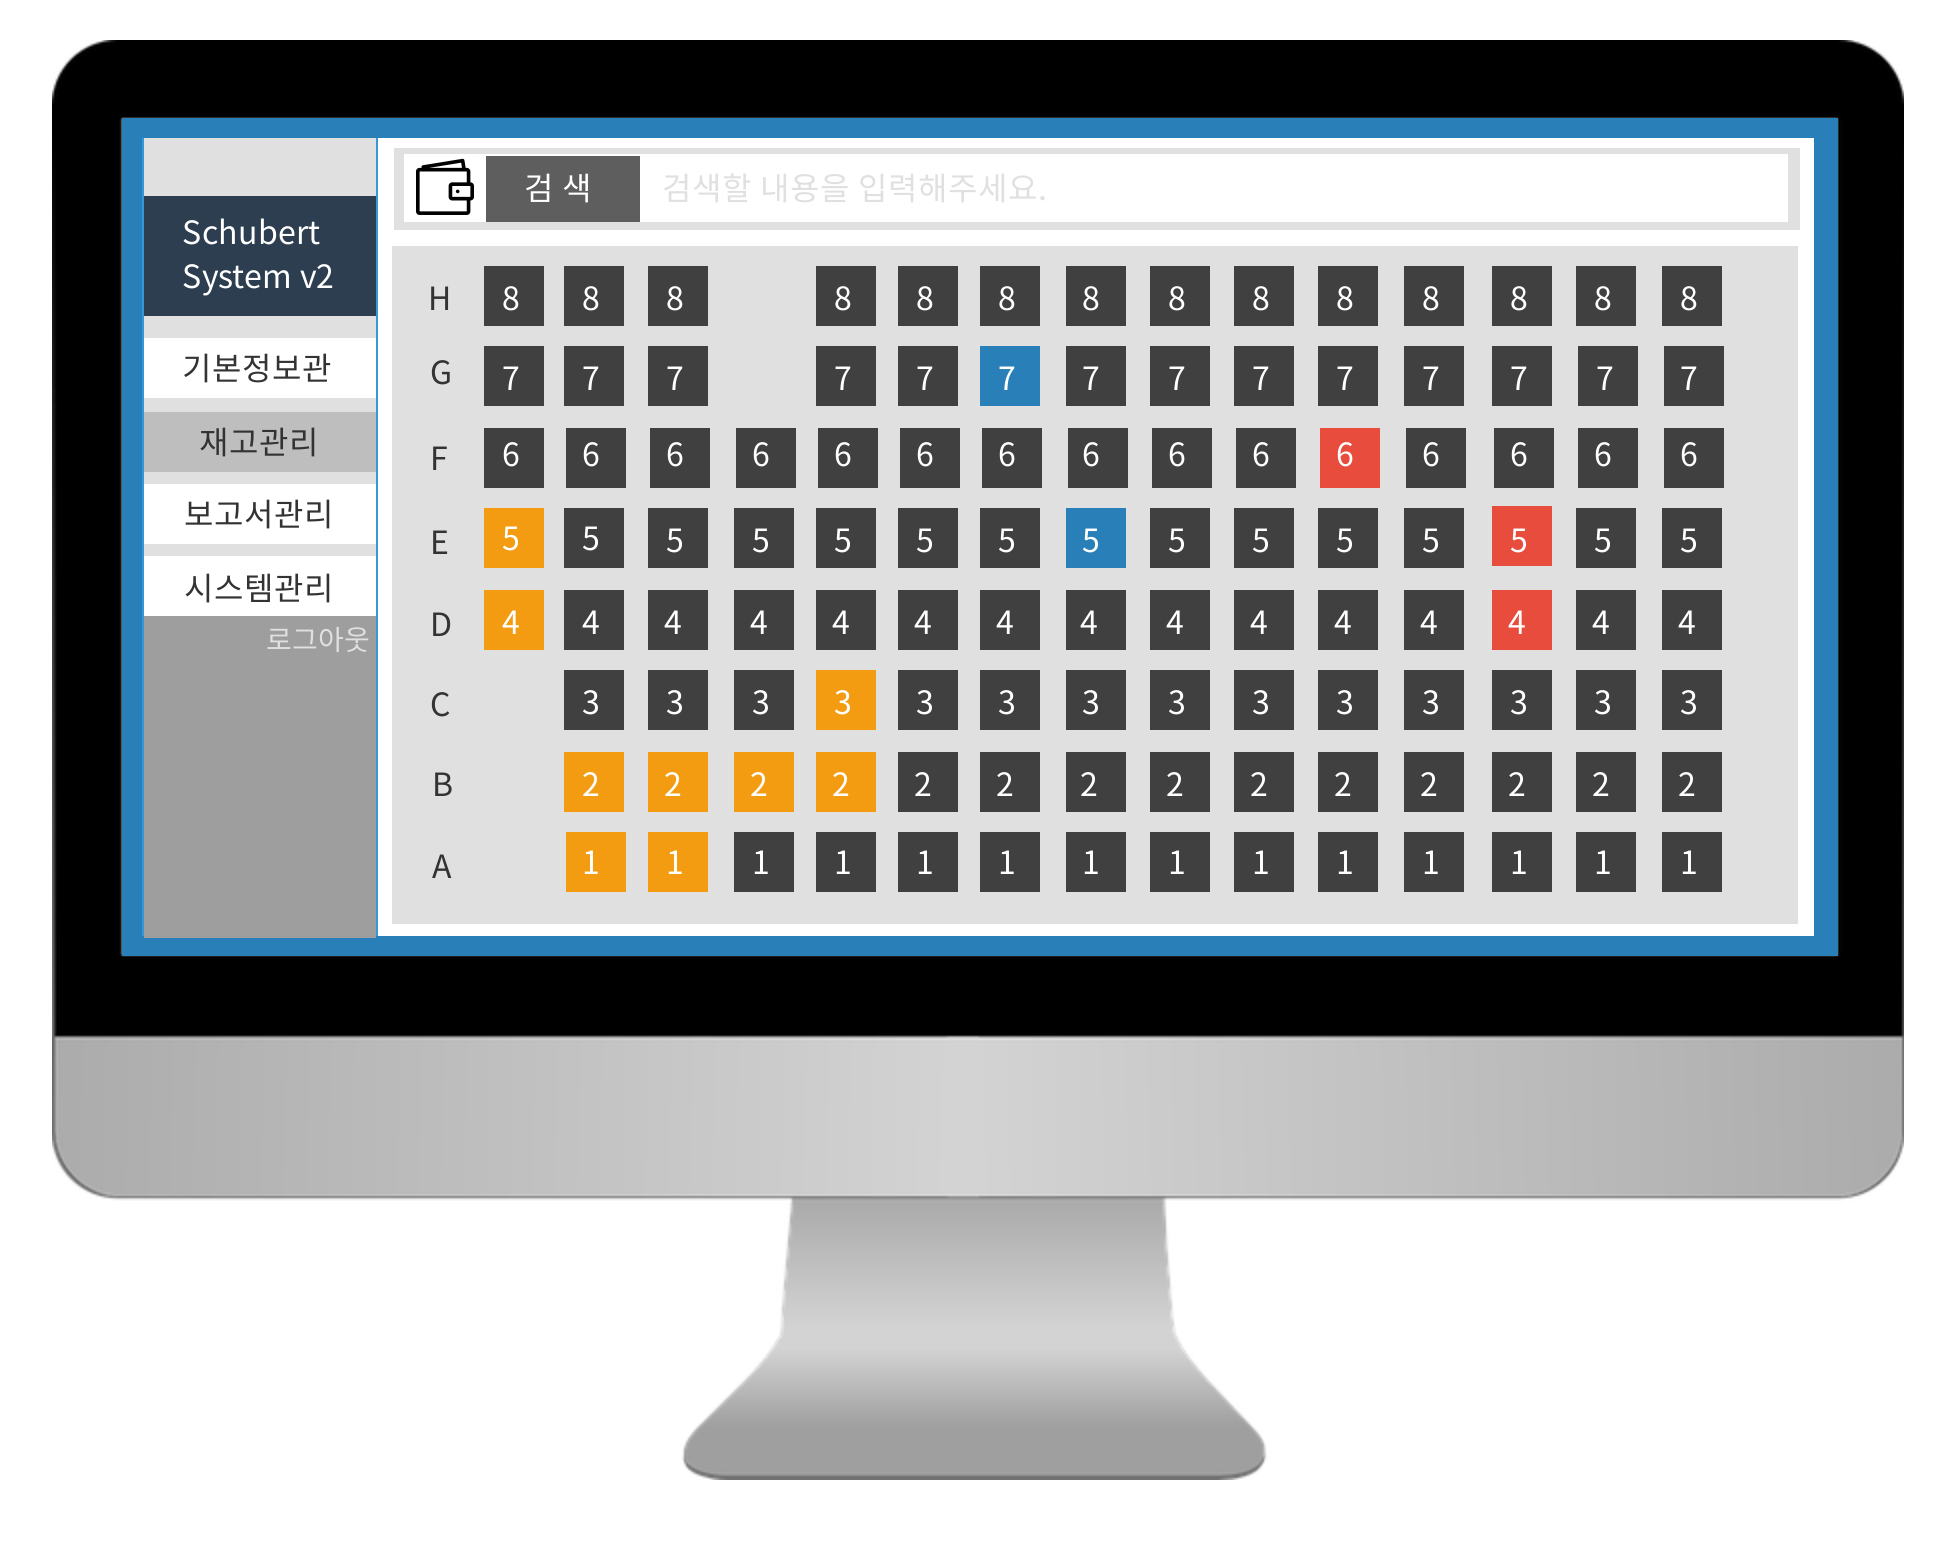 검 색 검색할 내용을 입력해주세요.
Schubert
System v2
기본정보관
재고관리
보고서관리
시스템관리
로그아웃
H 8 8 8 8 8 8 8 8 8 8 8 8 8 8
G 7 7 7 7 7 7 7 7 7 7 7 7 7 7
F 6 6 6 6 6 6 6 6 6 6 6 6 6 6 6
E 5 5 5 5 5 5 5 5 5 5 5 5 5 5 5
D 4 4 4 4 4 4 4 4 4 4 4 4 4 4 4
C 3 3 3 3 3 3 3 3 3 3 3 3 3 3
B 2 2 2 2 2 2 2 2 2 2 2 2 2 2
A 1 1 1 1 1 1 1 1 1 1 1 1 1 1